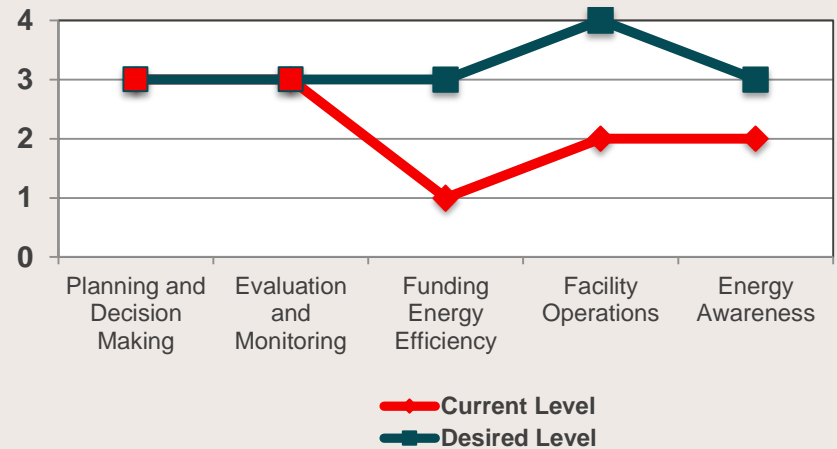 4
3
2
1
0
Planning and
Decision
Making
Evaluation
and
Monitoring
Funding
Energy
Efficiency
Facility
Operations
Energy
Awareness
Current Level
Desired Level